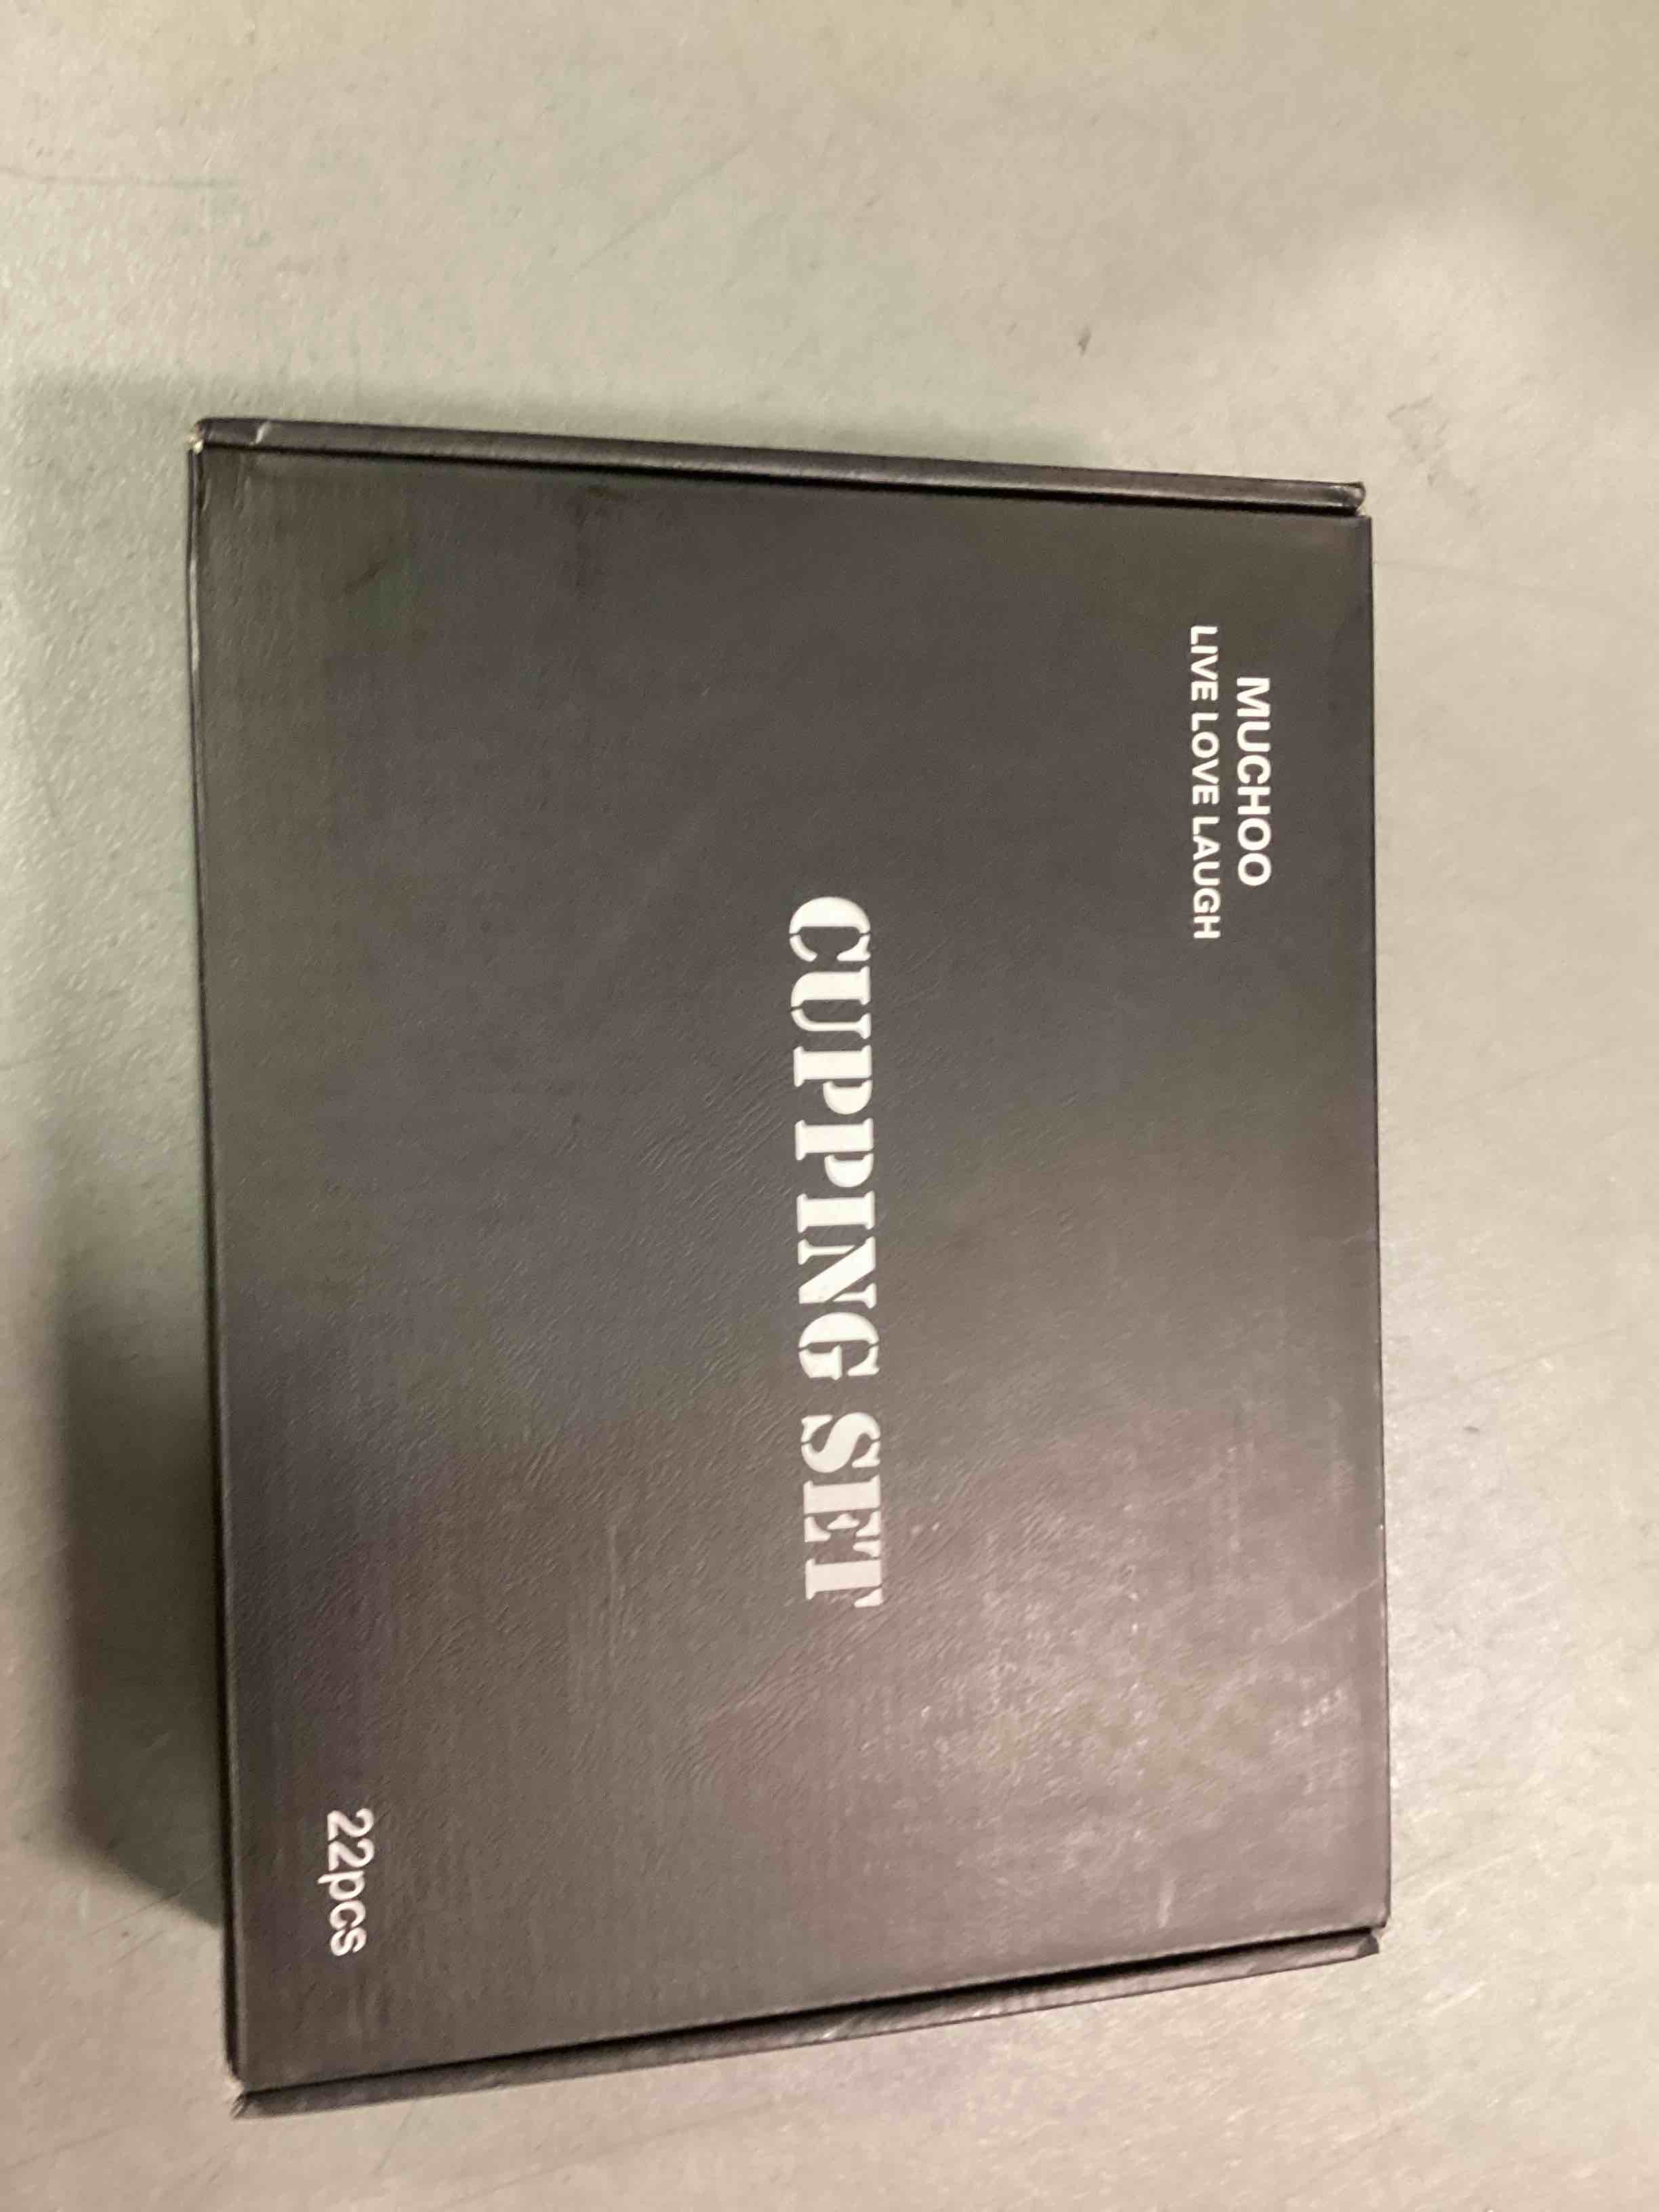 MUCHOO
LIVE LOVE LAUGH
CUPPING SET
22pcs